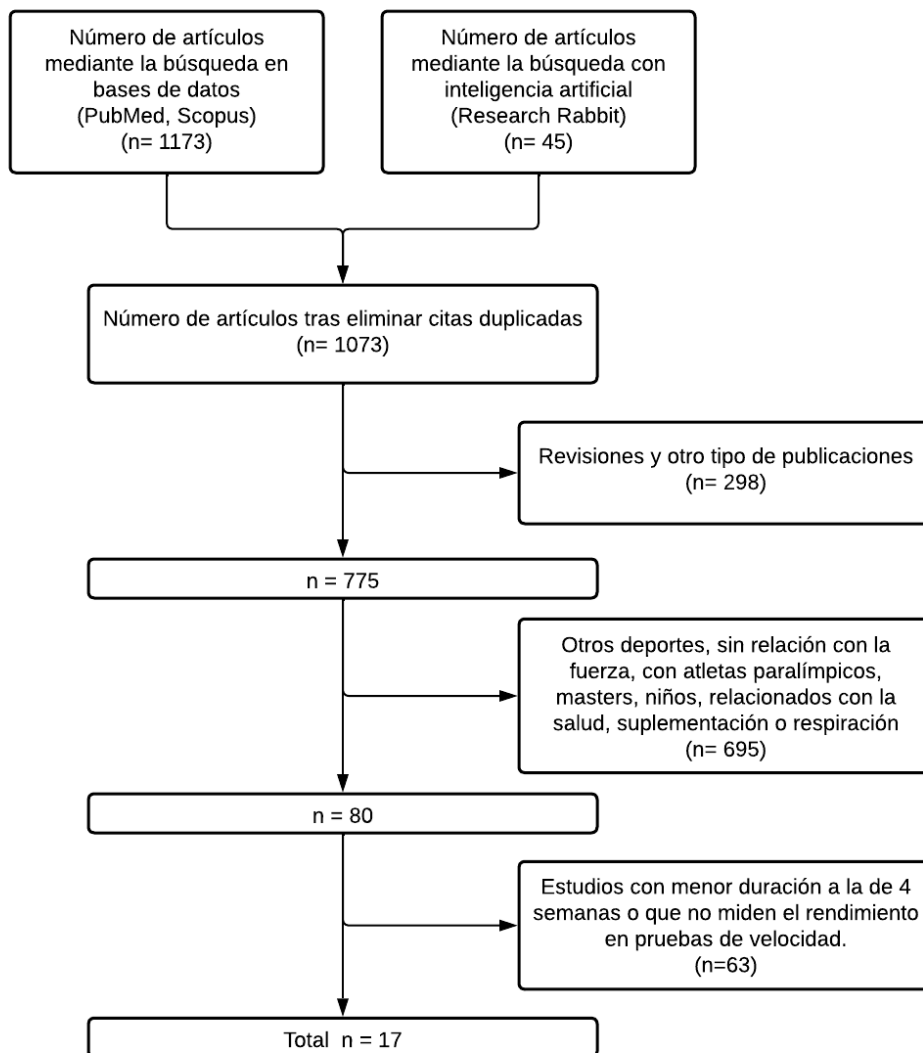 Número de artículos
mediante la búsqueda en
bases de datos
(PubMed, Scopus)
(n= 1173)
Número de artículos
mediante la búsqueda con
inteligencia artificial
(Research Rabbit)
(n= 45)
Número de artículos tras eliminar citas duplicadas
(n= 1073)
Revisiones y otro tipo de publicaciones
(n= 298)
n = 775
Otros deportes, sin relación con la
fuerza, con atletas paralímpicos,
masters, niños, relacionados con la
salud, suplementación o respiración
(n= 695)
n = 80
Estudios con menor duración a la de 4
semanas o que no miden el rendimiento
en pruebas de velocidad.
(n=63)
Total n = 17